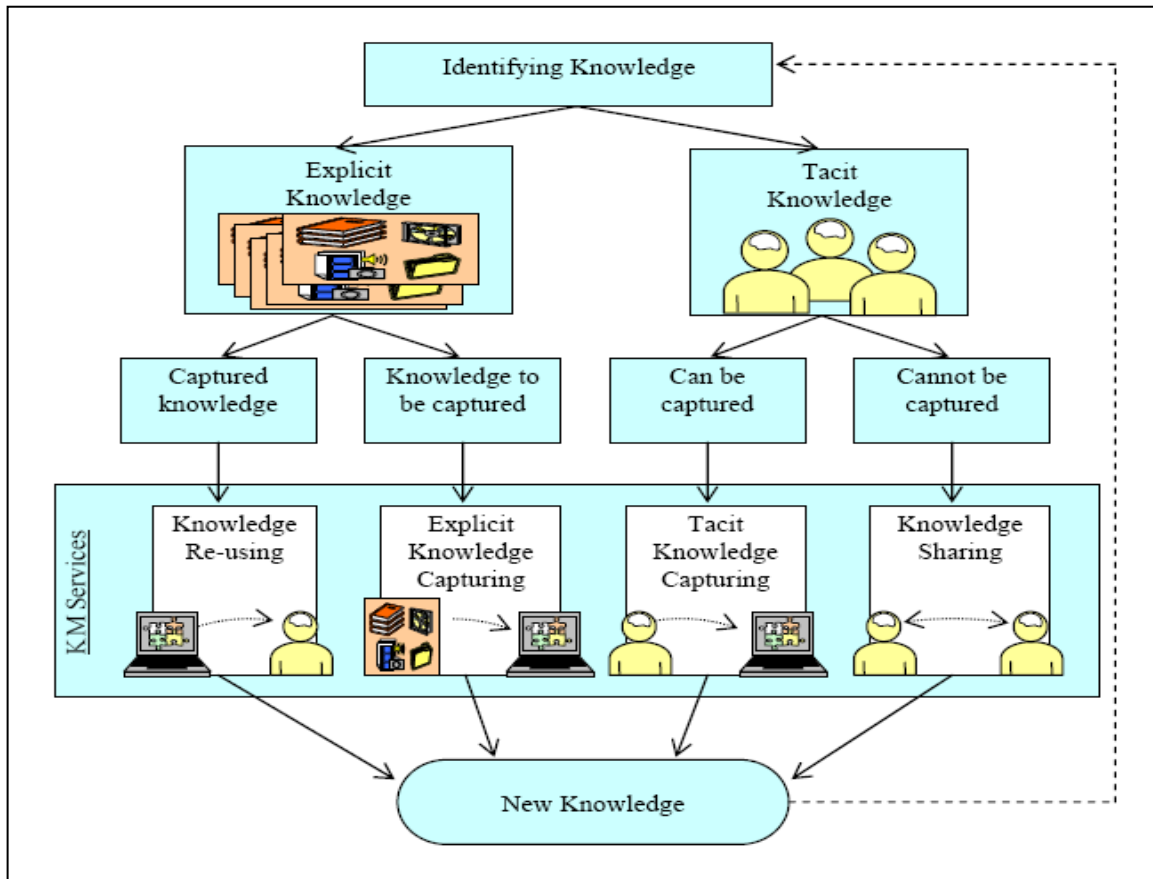 Identifying Knowledge
Explicit
Knowledge
Tacit
Knowledge
Captured
knowledge
Knowledge to
be captured
Can be
captured
Cannot be
captured
KM Services
Knowledge
Re-using
Explicit
Knowledge
Capturing
Tacit
Knowledge
Capturing
Knowledge
Sharing
New Knowledge